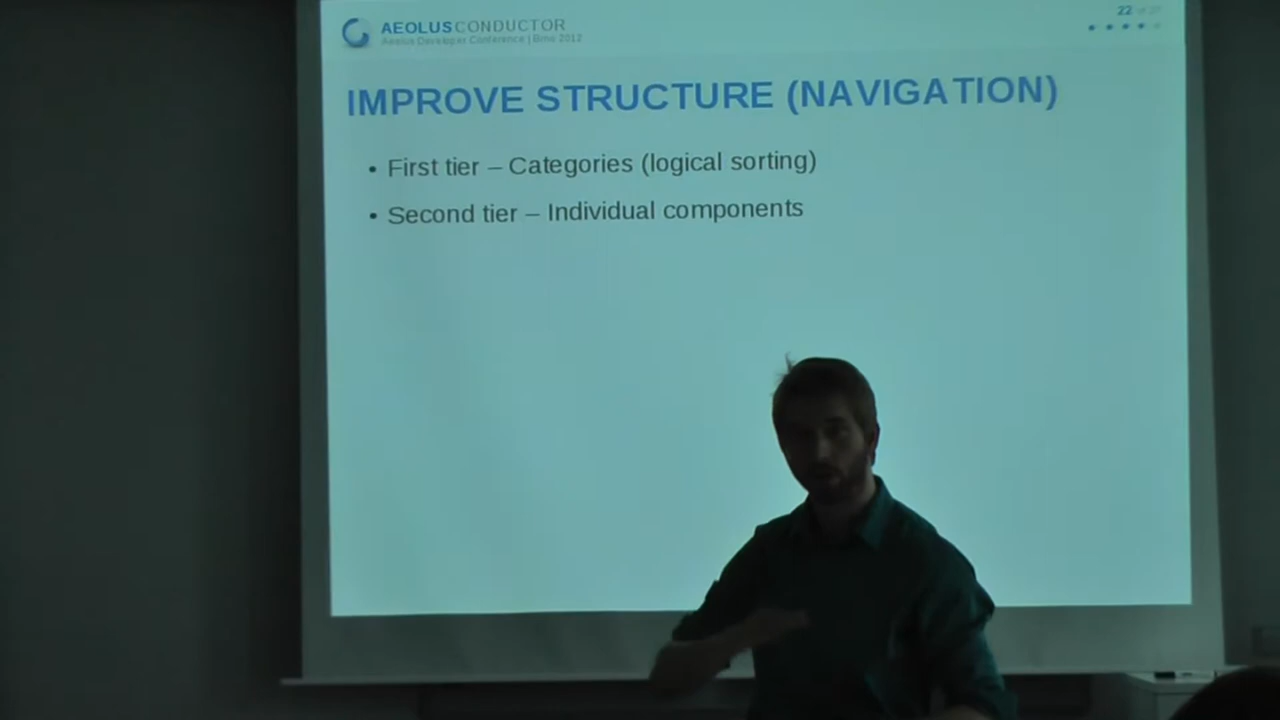 AEOLUSCONDUCTOR
Aeolus Developer Conference | Brno 2012
22
IMPROVE STRUCTURE (NAVIGATION)
• First tier – Categories (logical sorting)
• Second tier – Individual components